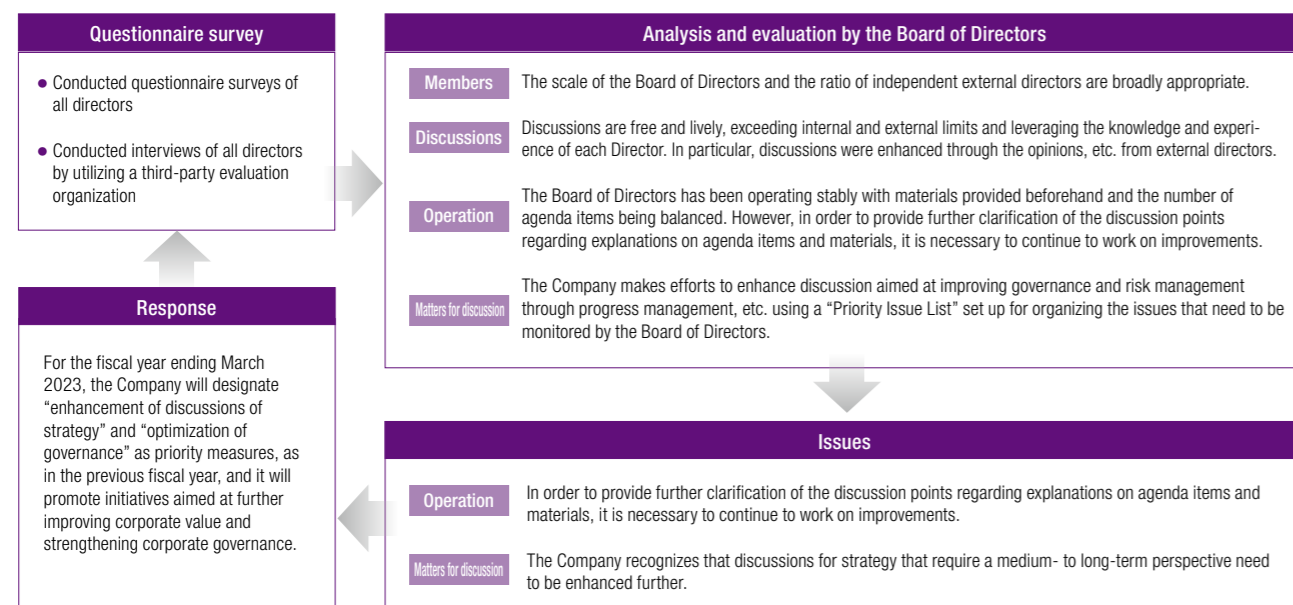 Questionnaire survey
● Conducted questionnaire surveys of
all directors
● Conducted interviews of all directors
by utilizing a third-party evaluation
organization
Analysis and evaluation by the Board of Directors
Members
The scale of the Board of Directors and the ratio of independent external directors are broadly appropriate.
Discussions
Discussions are free and lively, exceeding internal and external limits and leveraging the knowledge and experi-
ence of each Director. In particular, discussions were enhanced through the opinions, etc. from external directors.
Operation
The Board of Directors has been operating stably with materials provided beforehand and the number of
agenda items being balanced. However, in order to provide further clarification of the discussion points
regarding explanations on agenda items and materials, it is necessary to continue to work on improvements.
Matters for discussion
The Company makes efforts to enhance discussion aimed at improving governance and risk management
through progress management, etc. using a “Priority Issue List” set up for organizing the issues that need to be
monitored by the Board of Directors.
Issues
Operation
In order to provide further clarification of the discussion points regarding explanations on agenda items and
materials, it is necessary to continue to work on improvements.
Matters for discussion
The Company recognizes that discussions for strategy that require a medium- to long-term perspective need
to be enhanced further.
Response
For the fiscal year ending March
2023, the Company will designate
“enhancement of discussions of
strategy” and “optimization of
governance” as priority measures, as
in the previous fiscal year, and it will
promote initiatives aimed at further
improving corporate value and
strengthening corporate governance.